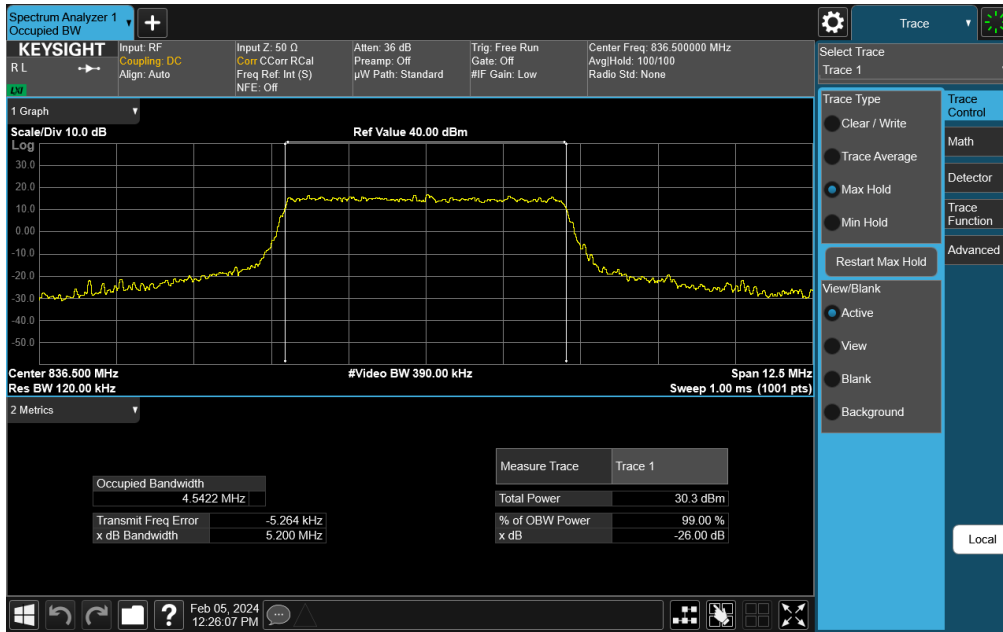 Spectrum Analyzer 1
Occupied BW
Trace
KEYSIGHT
R L
LXI
Input: RF
Coupling: DC
Align: Auto
Input Z: 50 Ω
Corr CCorr RCal
Freq Ref: Int (S)
NFE: Off
Atten: 36 dB
Preamp: Off
µW Path: Standard
Trig: Free Run
Gate: Off
#IF Gain: Low
Center Freq: 836.500000 MHz
Avg|Hold: 100/100
Radio Std: None
Select Trace
Trace 1
1 Graph
Scale/Div 10.0 dB
Ref Value 40.00 dBm
Log
30.0
20.0
10.0
0.00
-10.0
-20.0
-30.0
-40.0
-50.0
Center 836.500 MHz
#Video BW 390.00 kHz
Span 12.5 MHz
Res BW 120.00 kHz
Sweep 1.00 ms (1001 pts)
Trace Type
Clear / Write
Trace Average
Max Hold
Min Hold
Restart Max Hold
View/Blank
Active
View
Blank
Background
Trace
Control
Math
Detector
Trace
Function
Advanced
Local
2 Metrics
Occupied Bandwidth
4.5422 MHz
Transmit Freq Error -5.264 kHz
x dB Bandwidth 5.200 MHz
Measure Trace Trace 1
Total Power 30.3 dBm
% of OBW Power 99.00 %
x dB -26.00 dB
?
Feb 05, 2024
12:26:07 PM